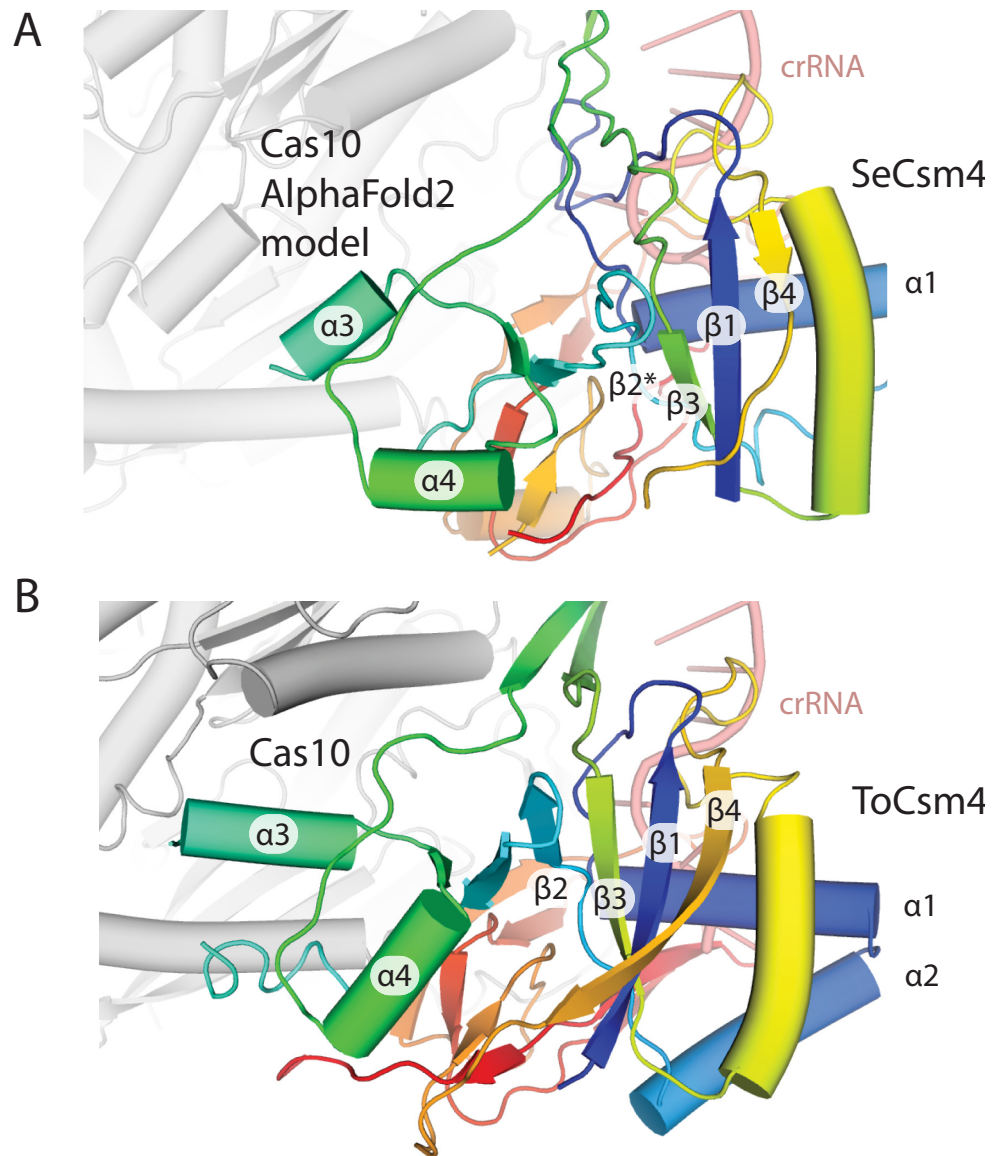 A
crRNA
Cas10
AlphaFold2
model
SeCsm4
α3
β1
β4
α1
β2*
β3
α4
B
crRNA
Cas10
ToCsm4
α3
β4
β1
β2
β3
α1
α4
α2